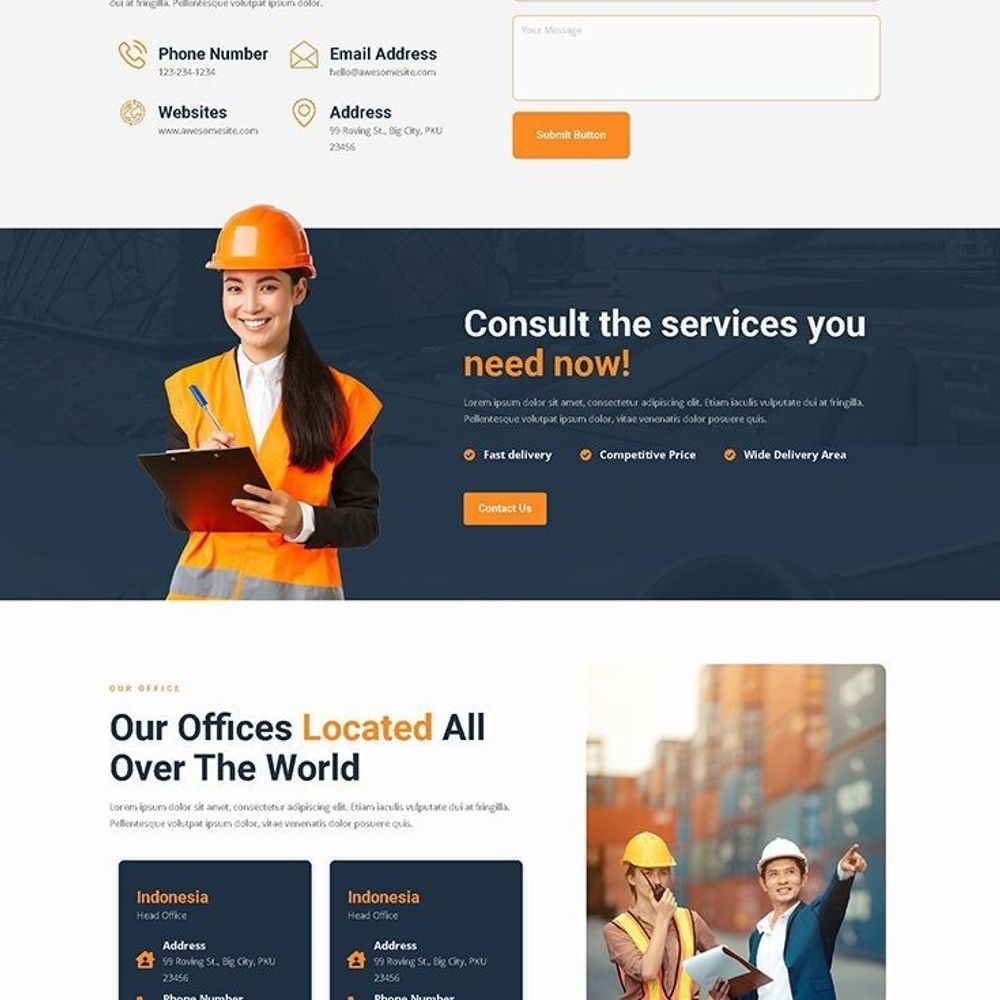 dui at fringilla. Pellentesque volutpat ipsum dolor.
Phone Number
123-234-1234
Email Address
hello@awesomesite.com
Websites
www.awesomesite.com
Address
99 Roving St., Big City, PKU
23456
Your Message
Submit Button
Consult the services you
need now!
Lorem ipsum dolor sit amet, consectetur adipiscing elit. Etiam iaculis vulputate dui at fringilla.
Pellentesque volutpat ipsum dolor, vitae venenatis dolor posuere quis.
Fast delivery
Competitive Price
Wide Delivery Area
Contact Us
OUR OFFICE
Our Offices Located All
Over The World
Lorem ipsum dolor sit amet, consectetur adipiscing elit. Etiam iaculis vulputate dui at fringilla.
Pellentesque volutpat ipsum dolor, vitae venenatis dolor posuere quis.
Indonesia
Head Office
Address
99 Roving St., Big City, PKU
23456
Phone Number
Indonesia
Head Office
Address
99 Roving St., Big City, PKU
23456
Phone Number